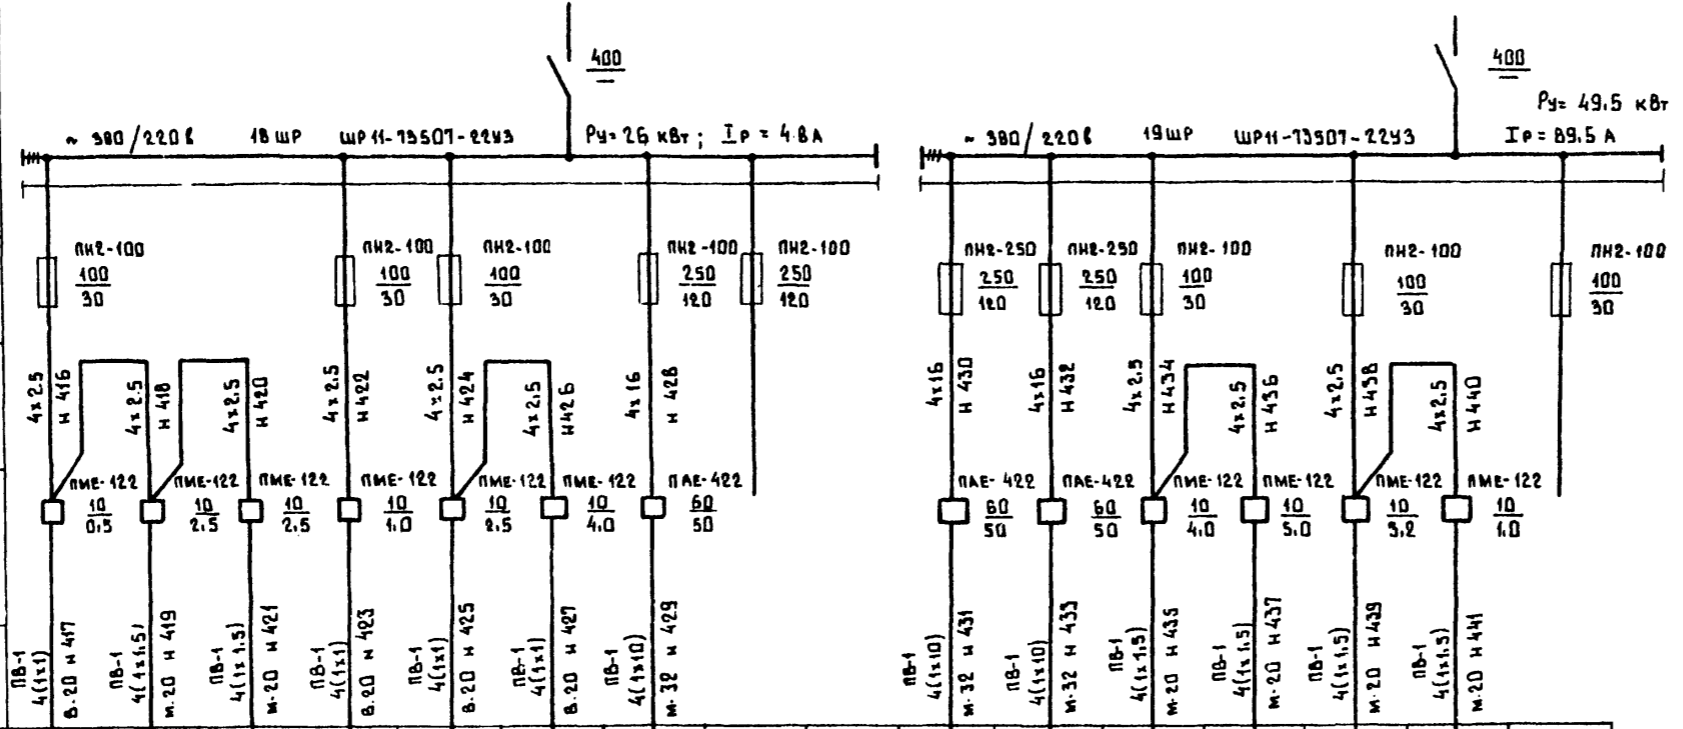 400
~ 380/220 в 18 ШР ШР11-73507-22У3 Ру=26 кВт; Iр = 4.8А
ПН2-100
100
30
ПН2-100
100
30
ПН2-100
100
30
ПН2-100
250
120
ПН2-100
250
120
4х2.5
Н 416
4х2.5
Н 418
4х2.5
Н 420
4х2.5
Н 422
4х2.5
Н 424
4х2.5
Н426
4х16
Н 428
ПМЕ-122
10
0.5
ПМЕ-122
10
2.5
ПМЕ-122
10
2.5
ПМЕ-122
10
1.0
ПМЕ-122
10
2.5
ПМЕ-122
10
4.0
ПАЕ-422
60
50
ПВ-1
4(1х1)
В.20 Н 417
ПВ-1
4(1х1.5)
М.20 Н 419
ПВ-1
4(1х1.5)
М.20 Н 421
ПВ-1
4(1х1)
В.20 Н 423
ПВ-1
4(1х1)
В.20 Н 425
ПВ-1
4(1х1)
В.20 Н 427
ПВ-1
4(1х10)
М.32 Н 429
400
Ру= 49.5 кВт
~ 380/220 в 19ШР ШР11-73507-22У3 Iр = 89.5 А
ПН2-250
250
120
ПН2-250
250
120
ПН2-100
100
30
ПН2-100
100
30
ПН2-100
100
30
4х16
Н 430
4х16
Н 432
4х2.5
Н 434
4х2.5
Н 436
4х2.5
Н 438
4х2.5
Н 440
ПАЕ-422
60
50
ПАЕ-422
60
50
ПМЕ-122
10
4.0
ПМЕ-122
10
5.0
ПМЕ-122
10
3.2
ПМЕ-122
10
1.0
ПВ-1
4(1х10)
М.32 Н 431
ПВ-1
4(1х10)
М.32 Н 433
ПВ-1
4(1х1.5)
М.20 Н 435
ПВ-1
4(1х1.5)
М.20 Н 437
ПВ-1
4(1х1.5)
М.20 Н 439
ПВ-1
4(1х1.5)
М.20 Н 441